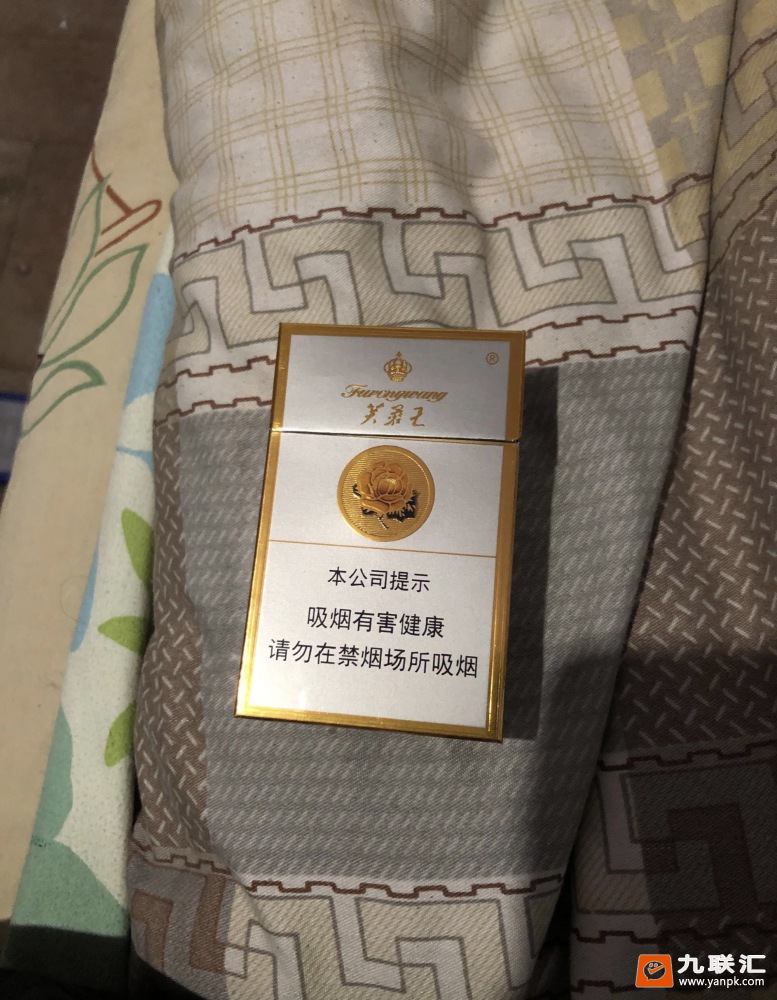 ®
Furongwang
芙蓉王
本公司提示
吸烟有害健康
请勿在禁烟场所吸烟
九联汇
www.yanpk.com